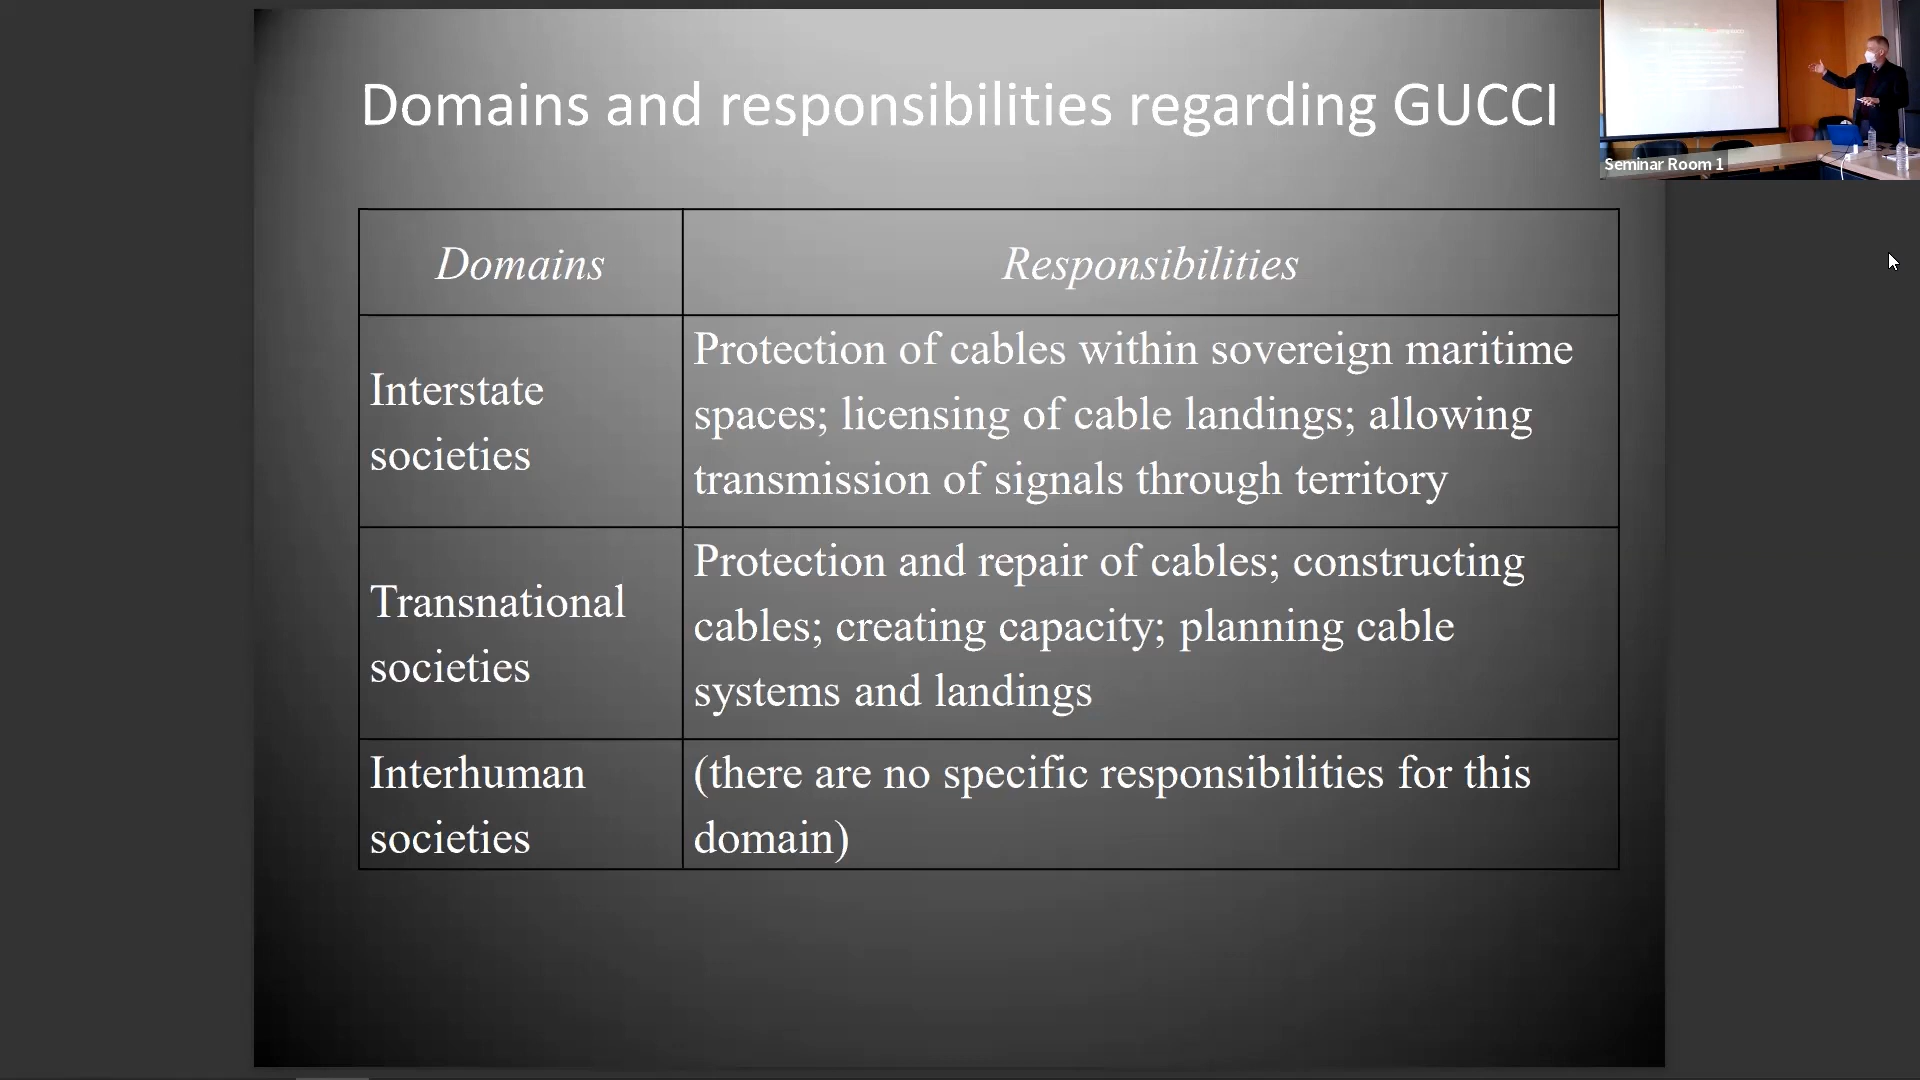 Domains and responsibilities regarding GUCCI
Seminar Room 1
Domains
Responsibilities
Interstate
societies
Protection of cables within sovereign maritime
spaces; licensing of cable landings; allowing
transmission of signals through territory
Transnational
societies
Protection and repair of cables; constructing
cables; creating capacity; planning cable
systems and landings
Interhuman
societies
(there are no specific responsibilities for this
domain)